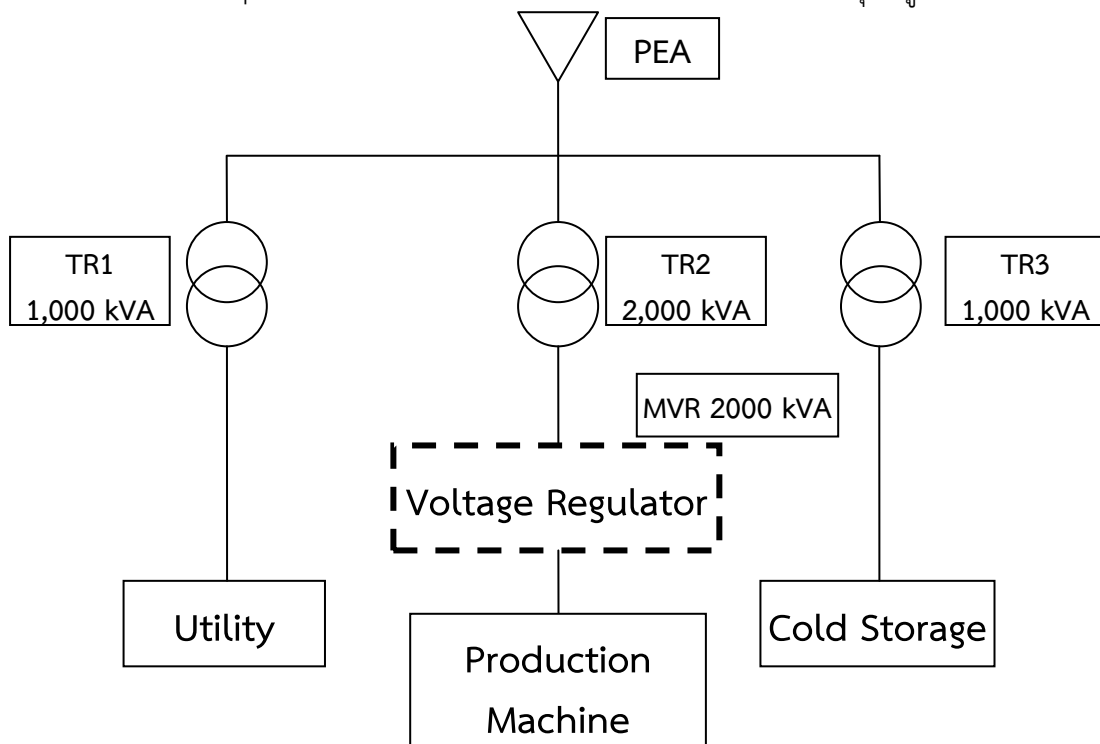 PEA
TR1
1,000 kVA
TR2
2,000 kVA
TR3
1,000 kVA
MVR 2000 kVA
Voltage Regulator
Utility
Cold Storage
Production
Machine